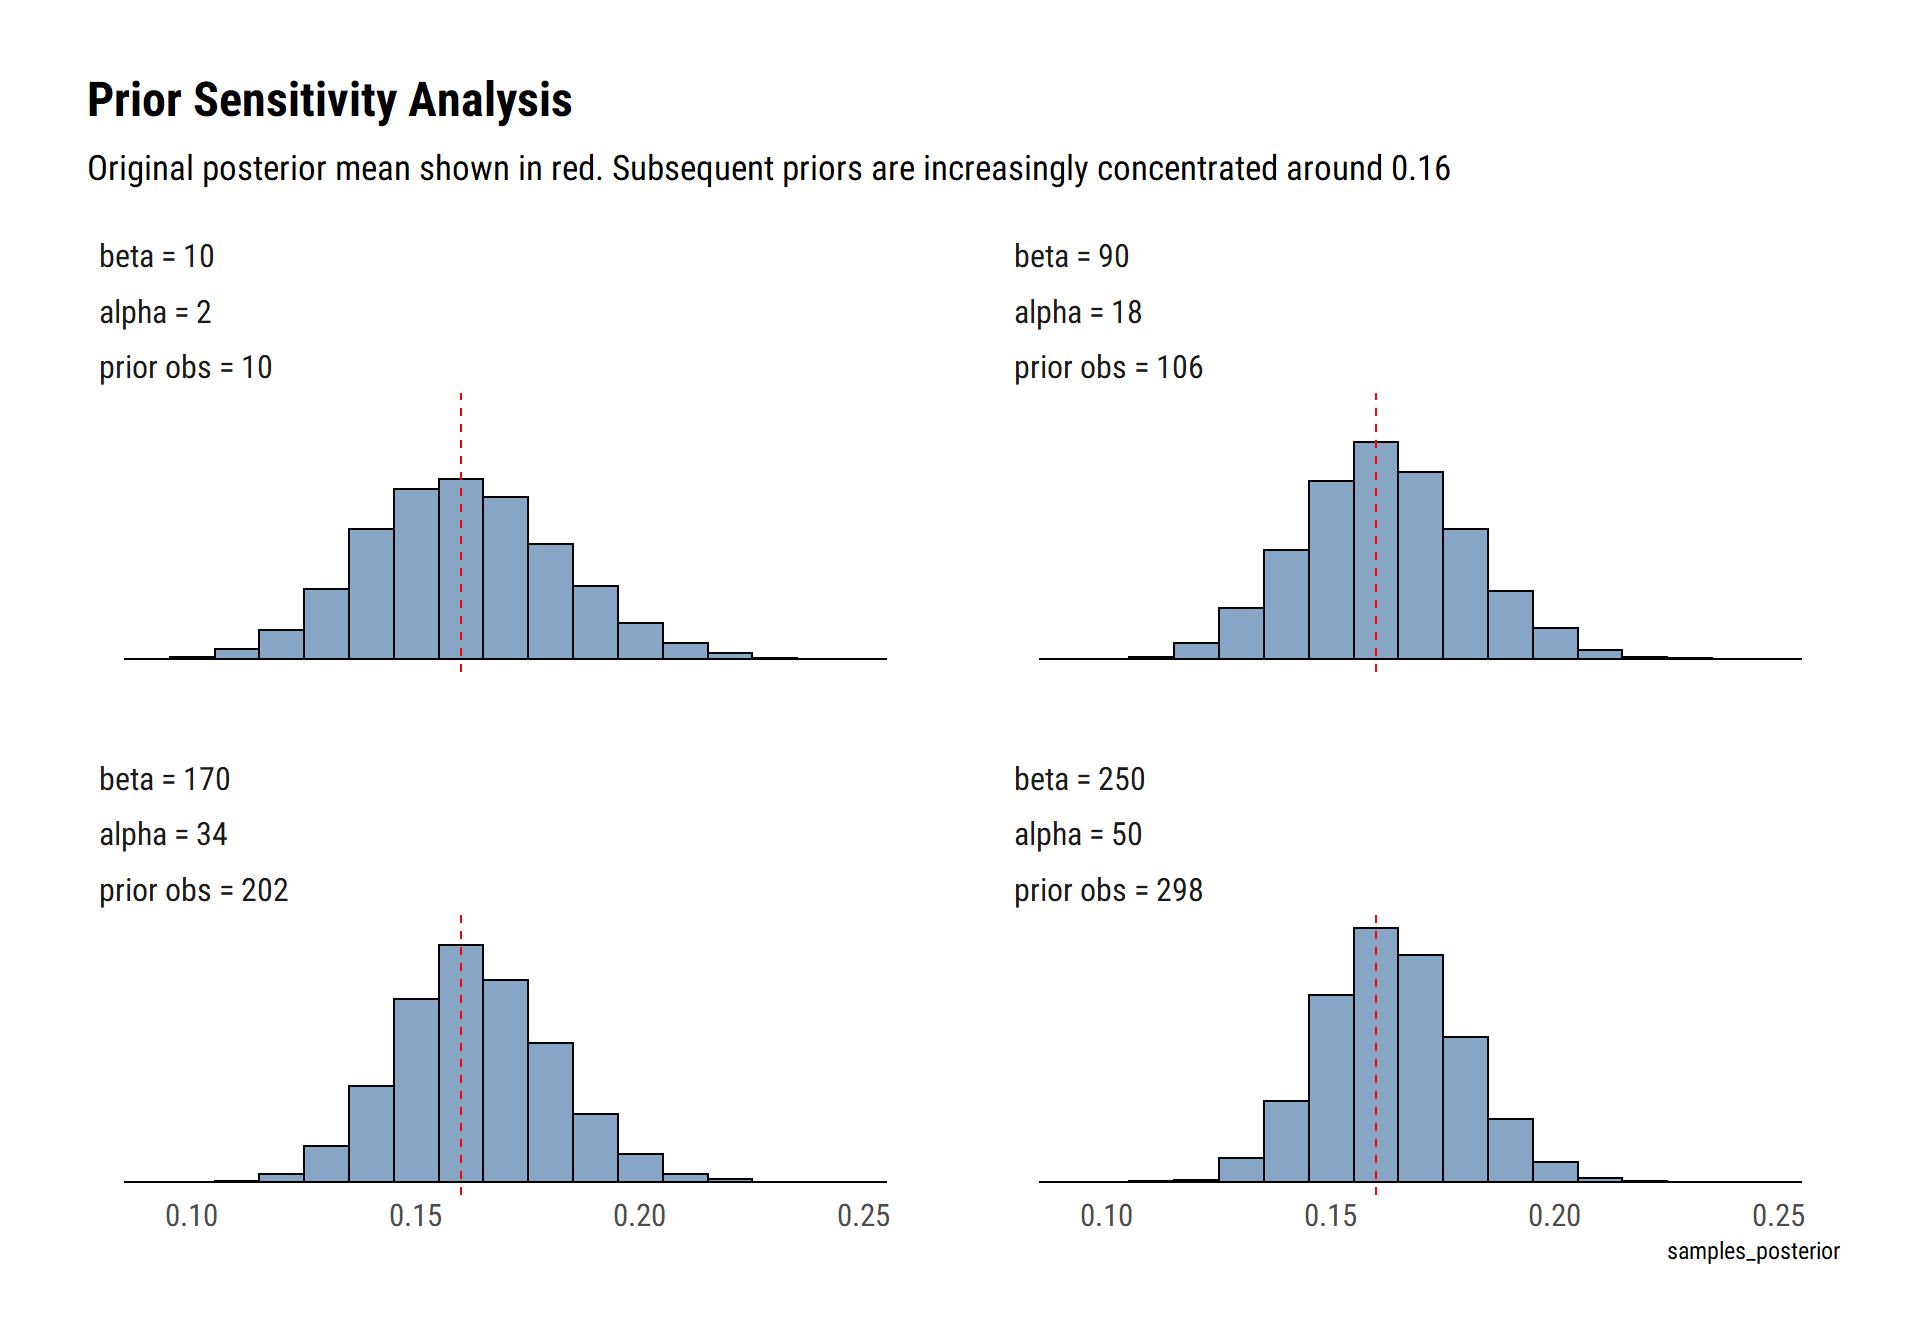 Prior Sensitivity Analysis
Original posterior mean shown in red. Subsequent priors are increasingly concentrated around 0.16
beta = 10
alpha = 2
prior obs = 10
beta = 90
alpha = 18
prior obs = 106
beta = 170
alpha = 34
prior obs = 202
beta = 250
alpha = 50
prior obs = 298
0.10 0.15 0.20 0.25
0.10 0.15 0.20 0.25
samples_posterior